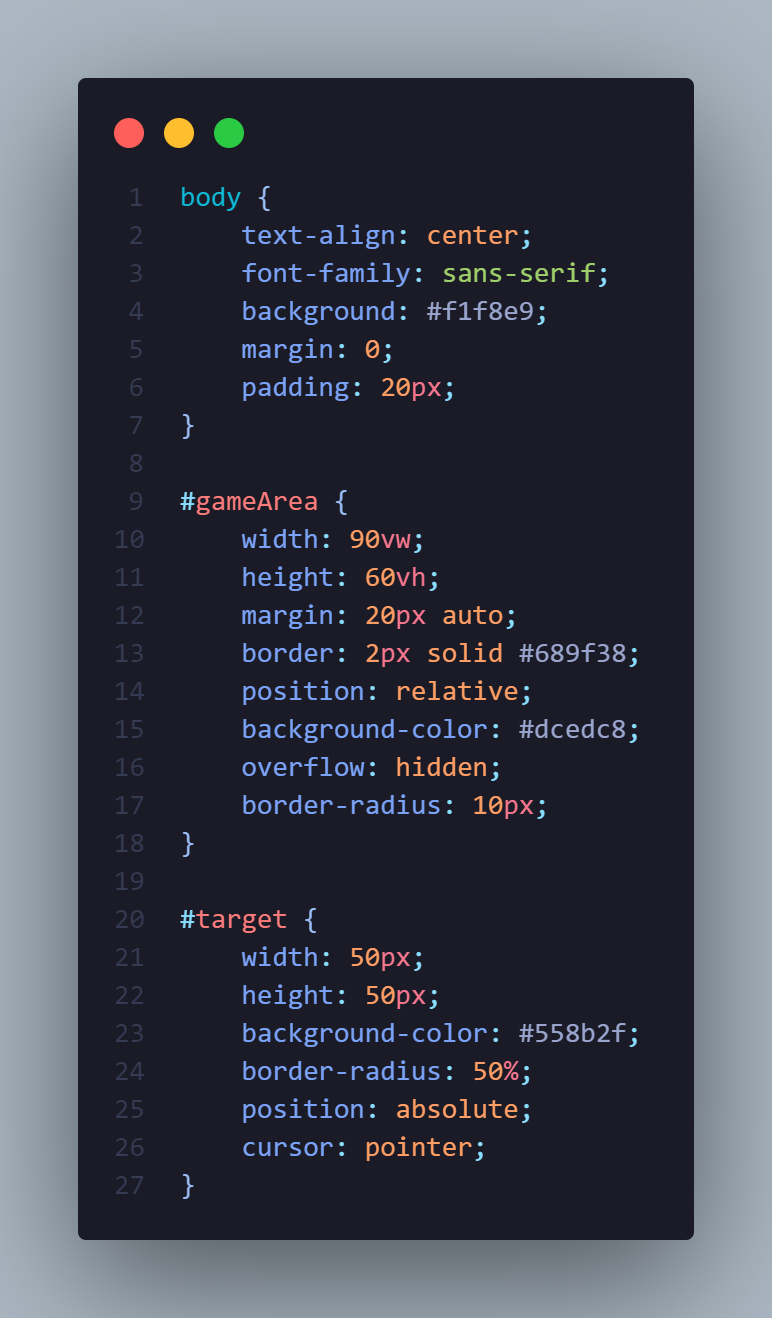 1 body {
2     text-align: center;
3     font-family: sans-serif;
4     background: #f1f8e9;
5     margin: 0;
6     padding: 20px;
7 }
8
9 #gameArea {
10     width: 90vw;
11     height: 60vh;
12     margin: 20px auto;
13     border: 2px solid #689f38;
14     position: relative;
15     background-color: #dcedc8;
16     overflow: hidden;
17     border-radius: 10px;
18 }
19
20 #target {
21     width: 50px;
22     height: 50px;
23     background-color: #558b2f;
24     border-radius: 50%;
25     position: absolute;
26     cursor: pointer;
27 }